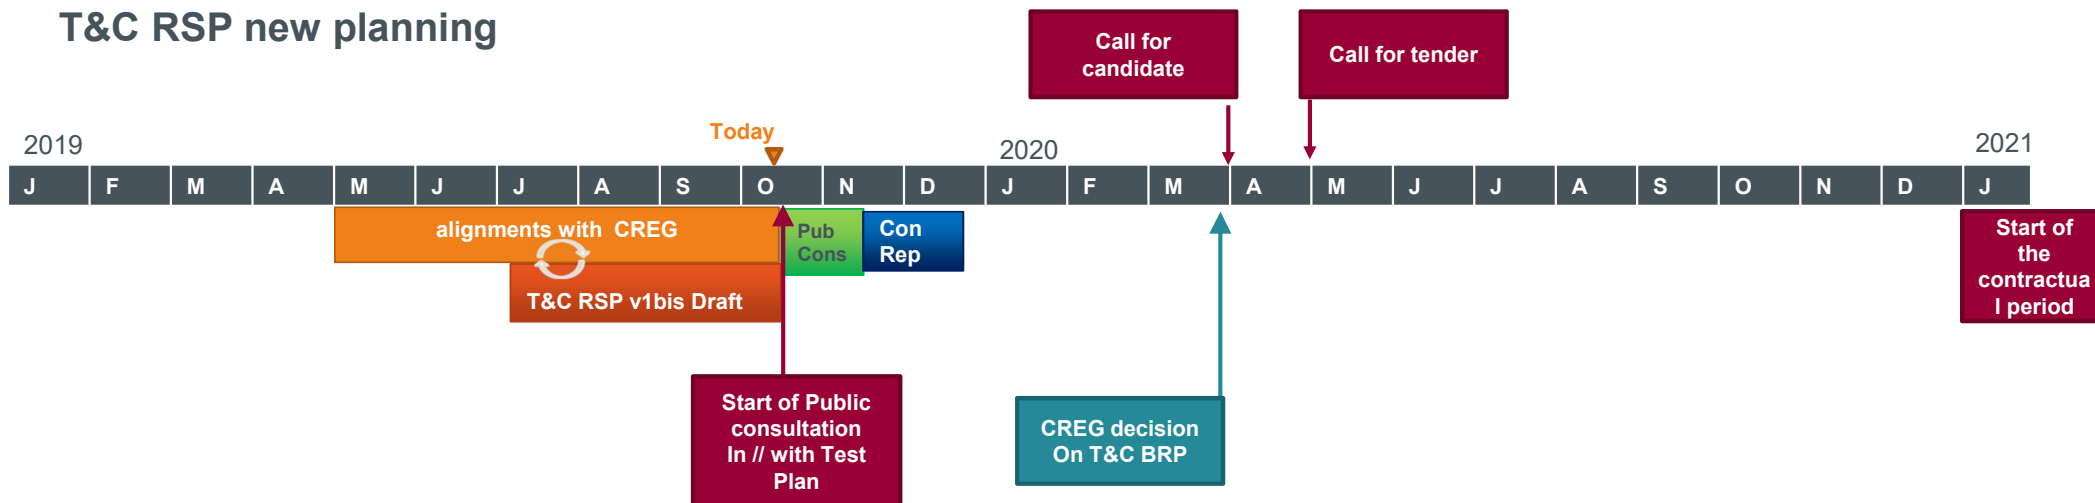 T&C RSP new planning
Call for
candidate
Call for tender
Today
2019
2020
2021
J F M A M J J A S O N D J F M A M J J A S O N D J
alignments with CREG
Pub
Cons
Con
Rep
T&C RSP v1bis Draft
Start of
the
contractua
l period
Start of Public
consultation
In // with Test
Plan
CREG decision
On T&C BRP